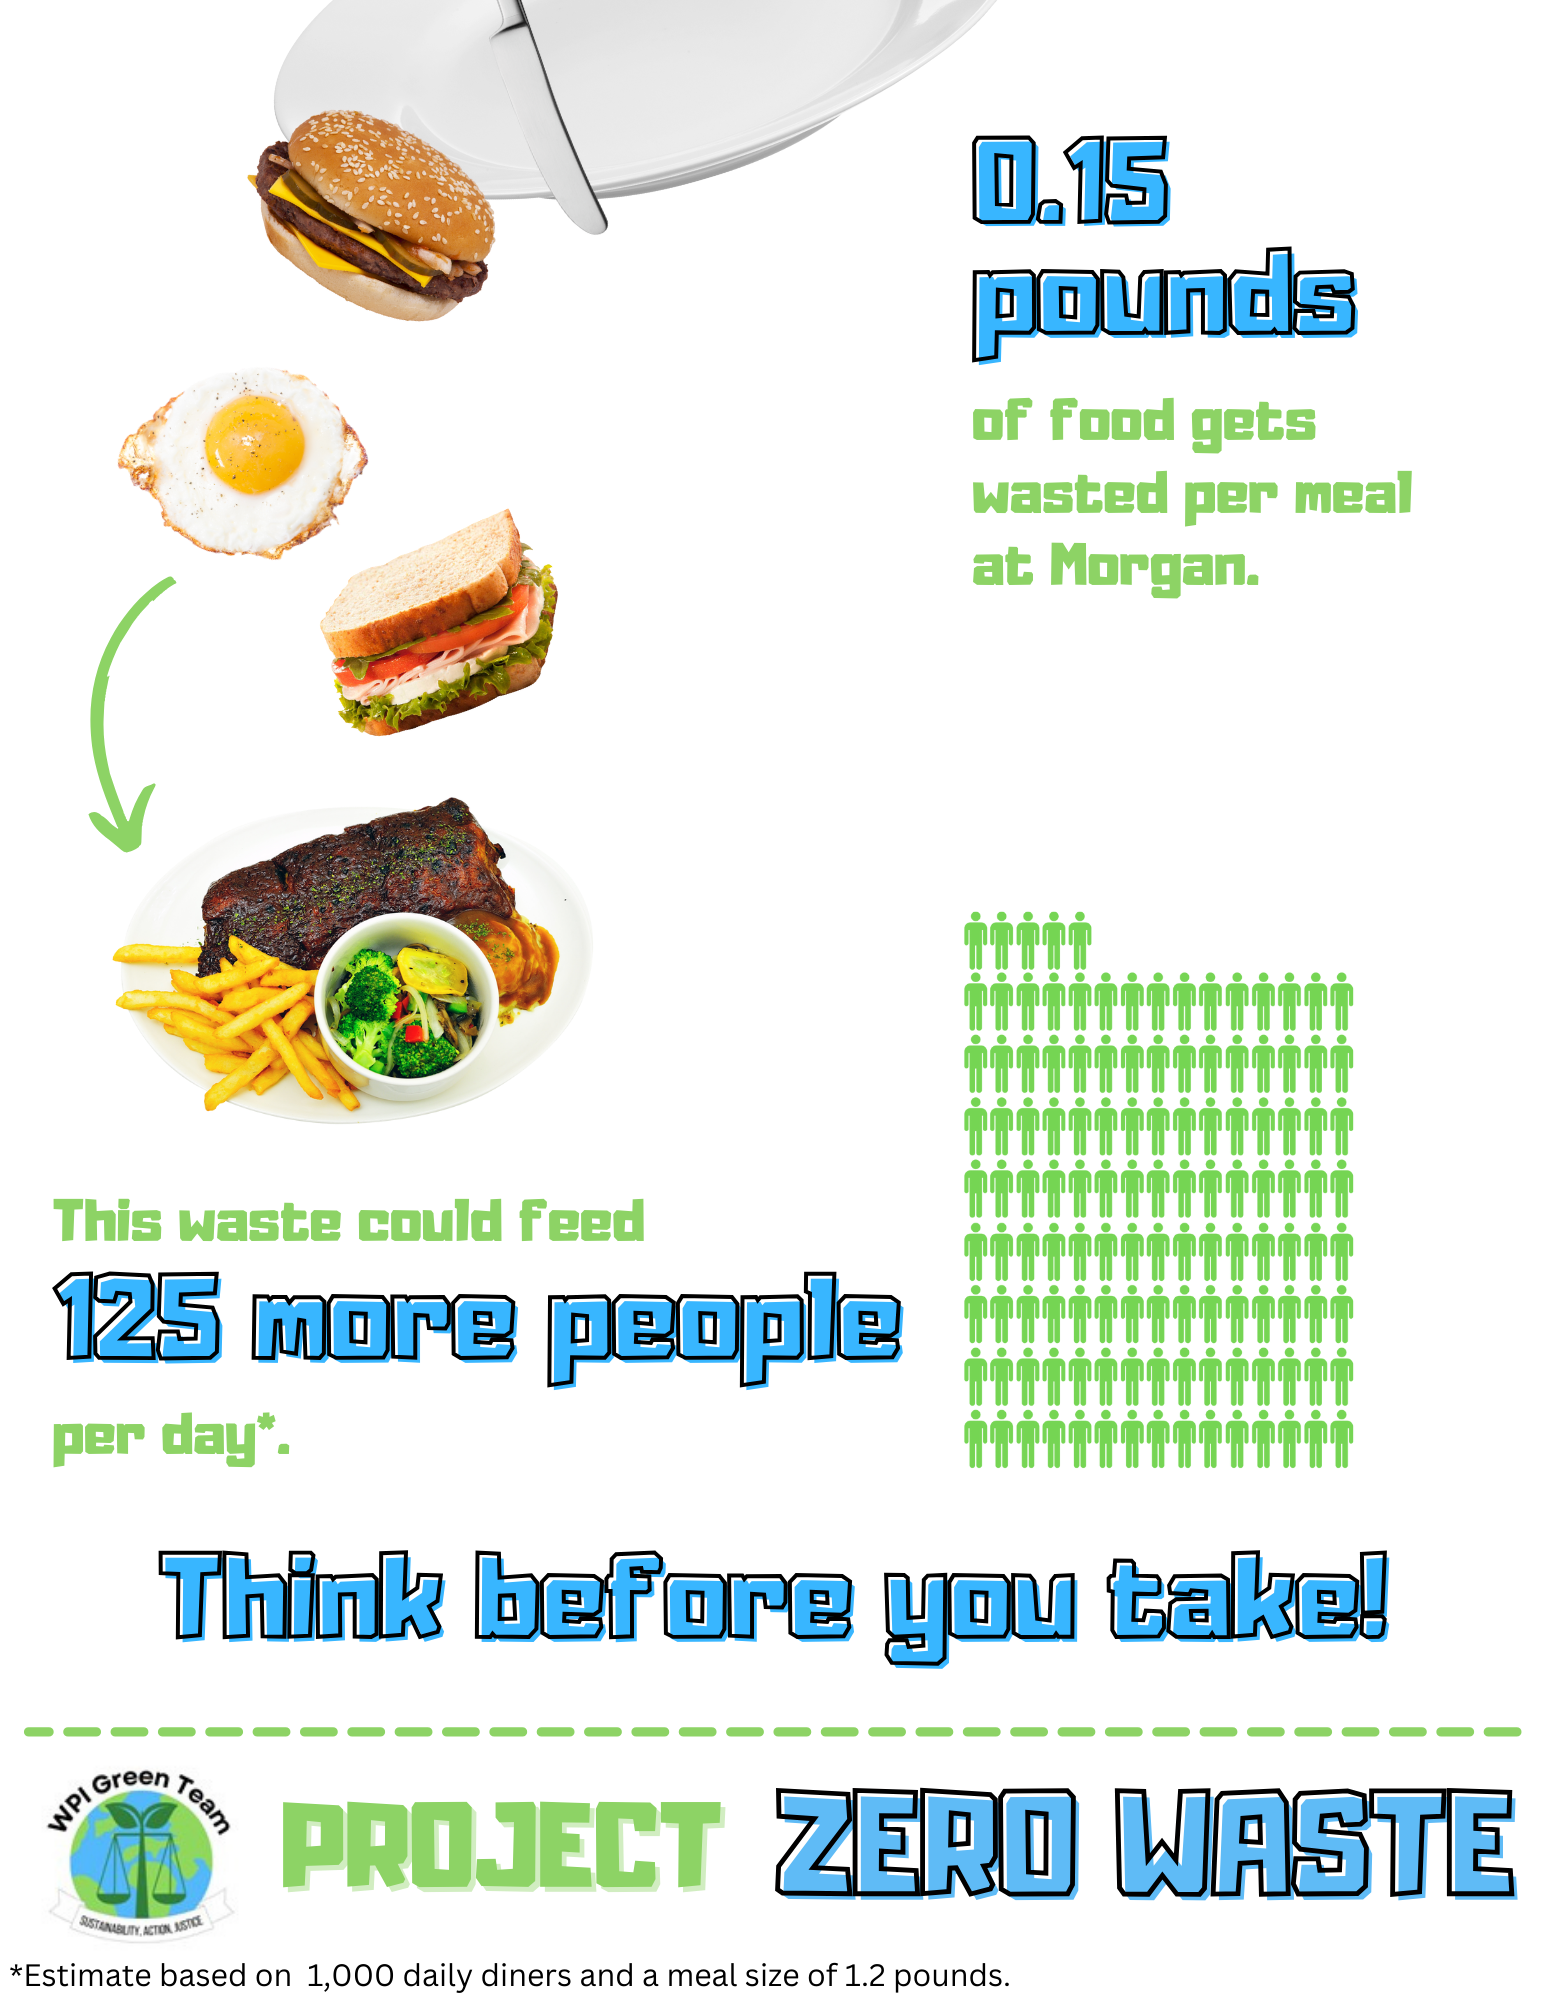 0.15
pounds
of food gets
wasted per meal
at Morgan.
This waste could feed
125 more people
per day*.
Think before you take!
WPI Green Team
SUSTAINABILITY, ACTION, JUSTICE
PROJECT ZERO WASTE
*Estimate based on 1,000 daily diners and a meal size of 1.2 pounds.